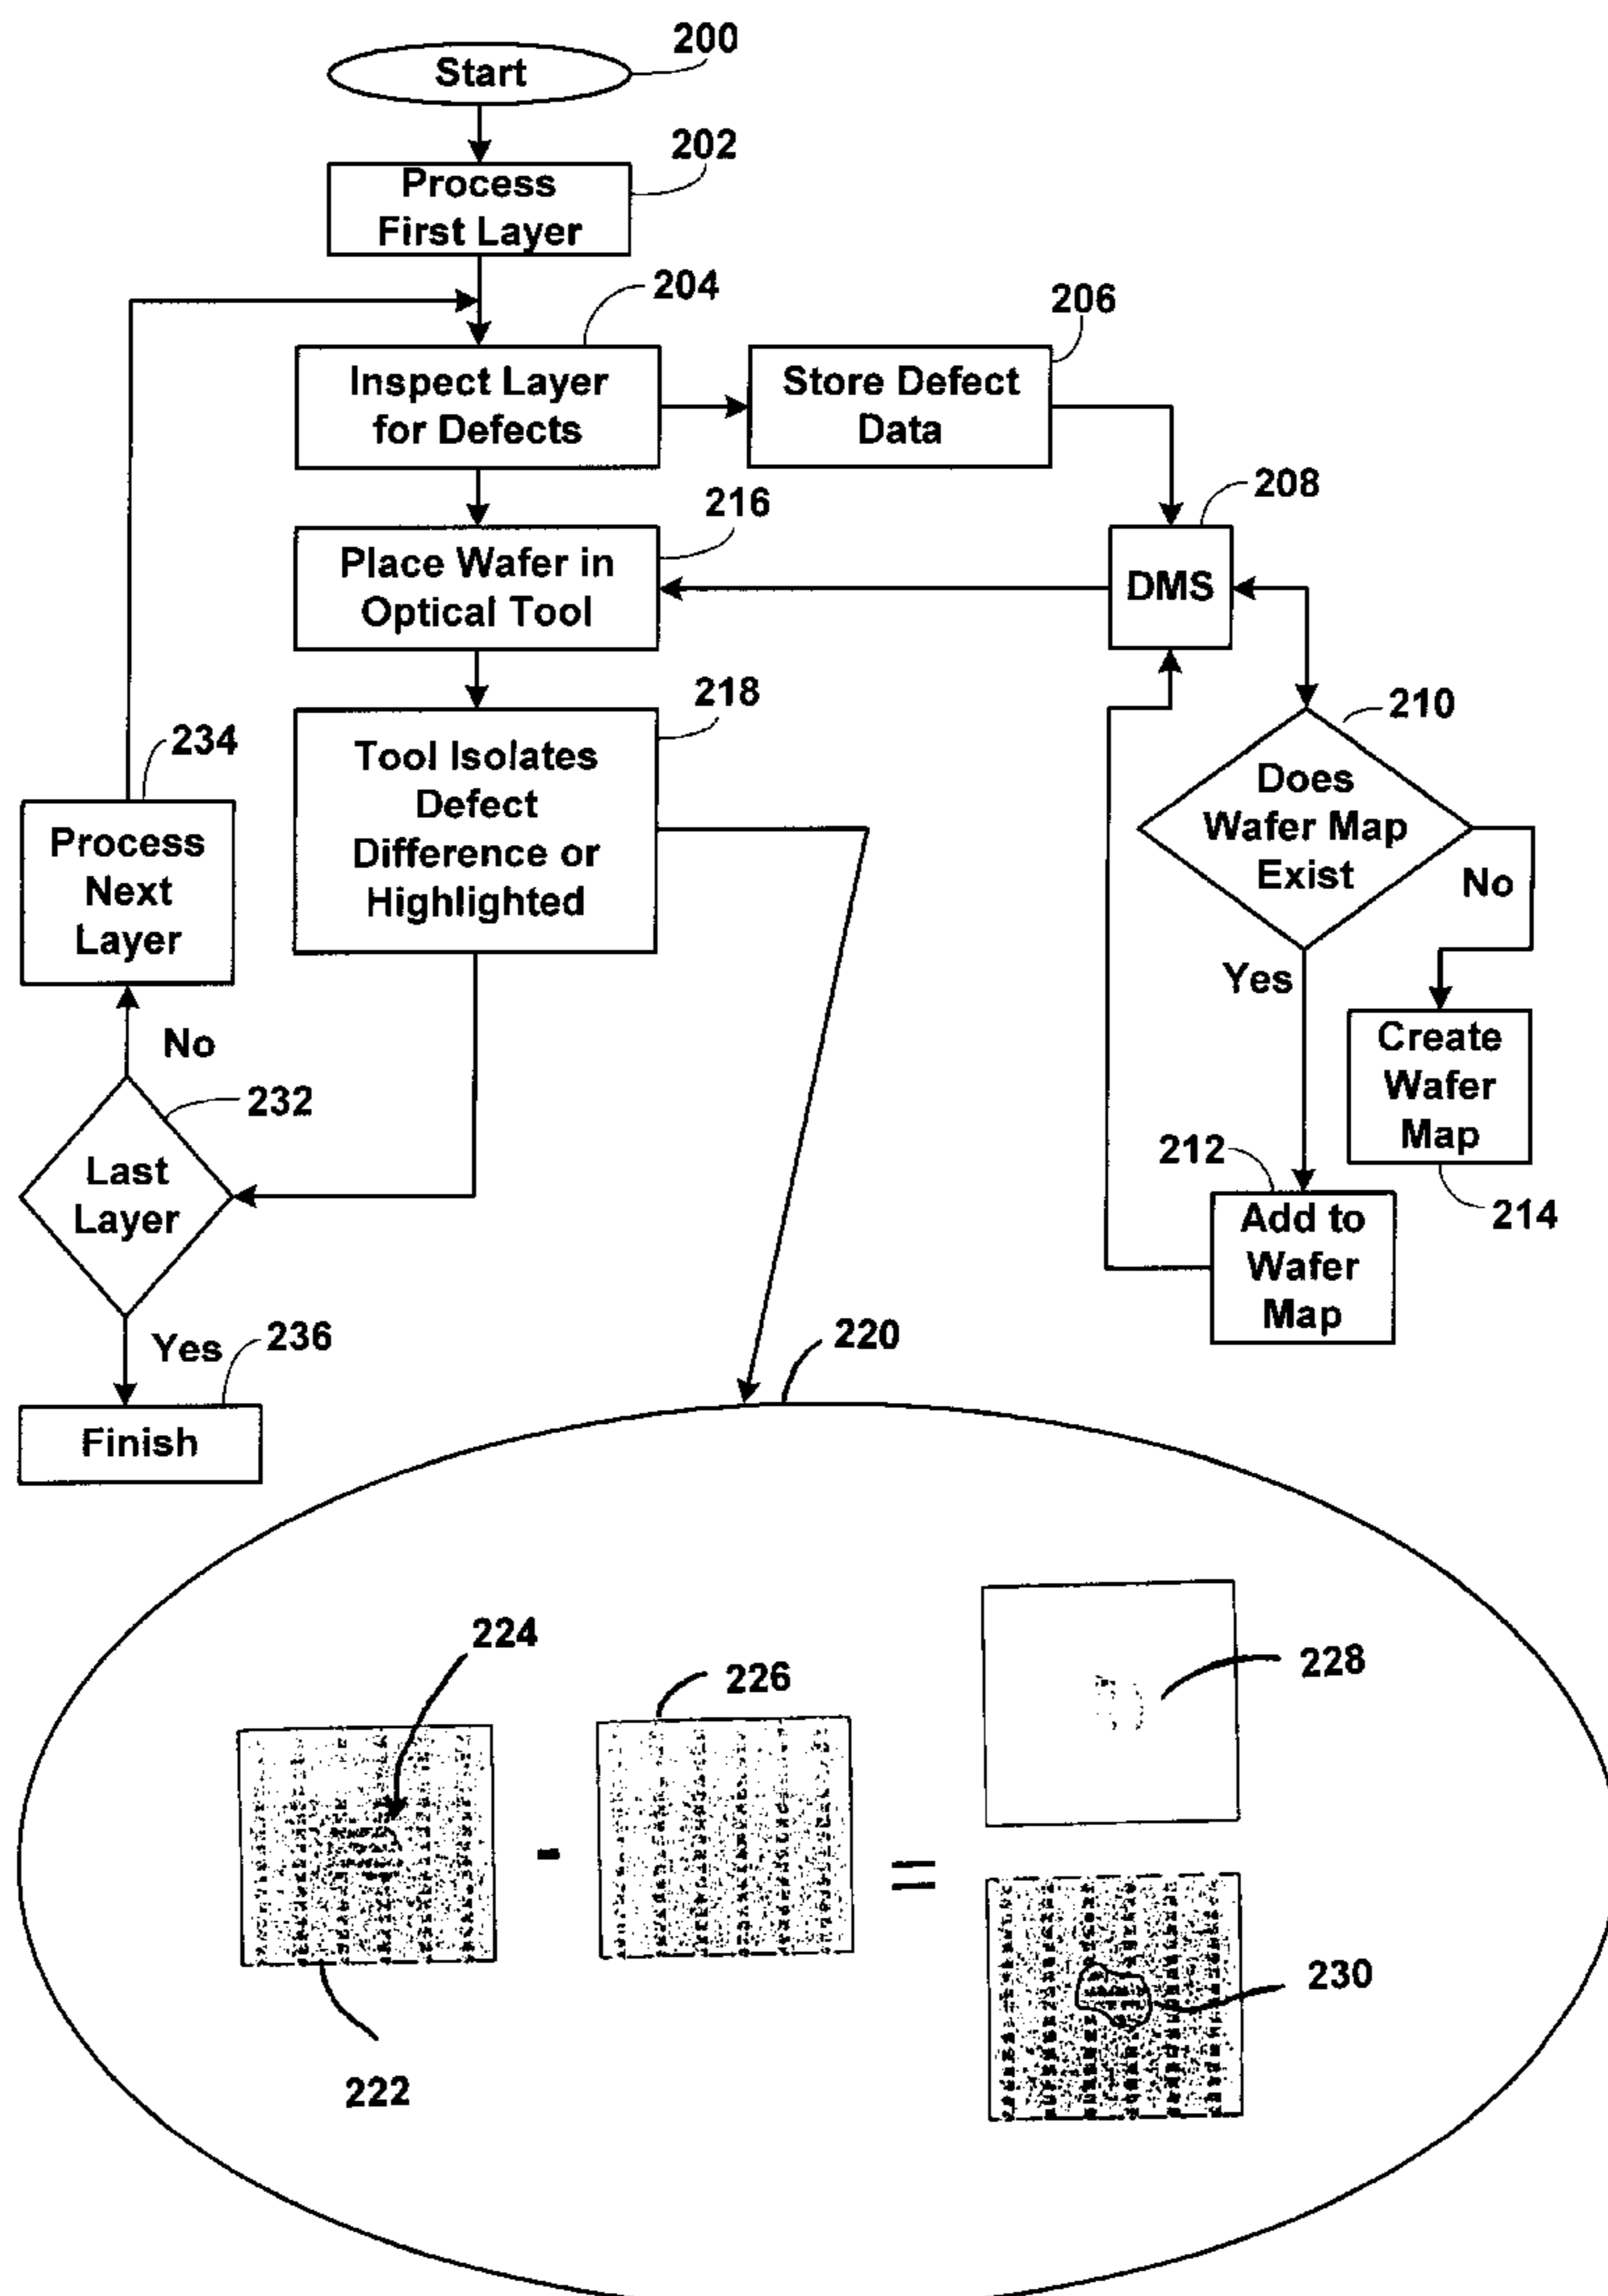 200
Start
202
Process
First Layer
204
206
Inspect Layer
for Defects
Store Defect
Data
208
216
Place Wafer in
Optical Tool
DMS
218
210
234
Tool Isolates
Defect
Difference or
Highlighted
Does
Wafer Map
Exist
No
Process
Next
Layer
Yes
Create
Wafer
Map
No
232
212
214
Last
Layer
Add to
Wafer
Map
220
Yes
236
Finish
224
226
228
-
=
230
222